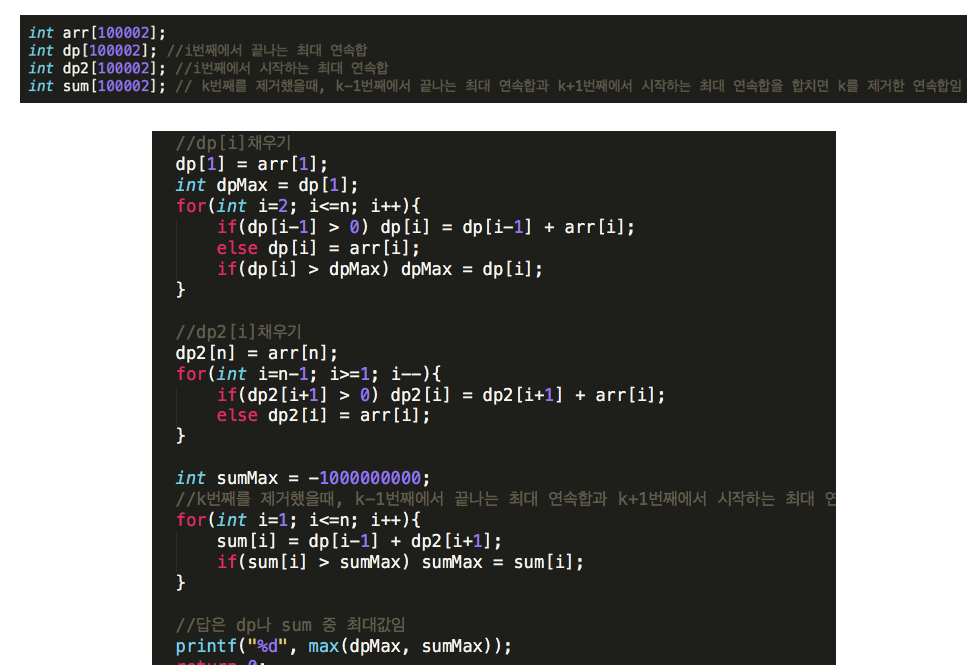 int arr[100002];
int dp[100002]; //i번째에서 끝나는 최대 연속합
int dp2[100002]; //i번째에서 시작하는 최대 연속합
int sum[100002]; // k번째를 제거했을때, k-1번째에서 끝나는 최대 연속합과 k+1번째에서 시작하는 최대 연속합을 합치면 k를 제거한 연속합임
//dp[i]채우기
dp[1] = arr[1];
int dpMax = dp[1];
for(int i=2; i<=n; i++){
if(dp[i-1] > 0) dp[i] = dp[i-1] + arr[i];
else dp[i] = arr[i];
if(dp[i] > dpMax) dpMax = dp[i];
}
//dp2[i]채우기
dp2[n] = arr[n];
for(int i=n-1; i>=1; i--){
if(dp2[i+1] > 0) dp2[i] = dp2[i+1] + arr[i];
else dp2[i] = arr[i];
}
int sumMax = -1000000000;
//k번째를 제거했을때, k-1번째에서 끝나는 최대 연속합과 k+1번째에서 시작하는 최대
for(int i=1; i<=n; i++){
sum[i] = dp[i-1] + dp2[i+1];
if(sum[i] > sumMax) sumMax = sum[i];
}
//답은 dp나 sum 중 최대값임
printf("%d", max(dpMax, sumMax));
return 0;